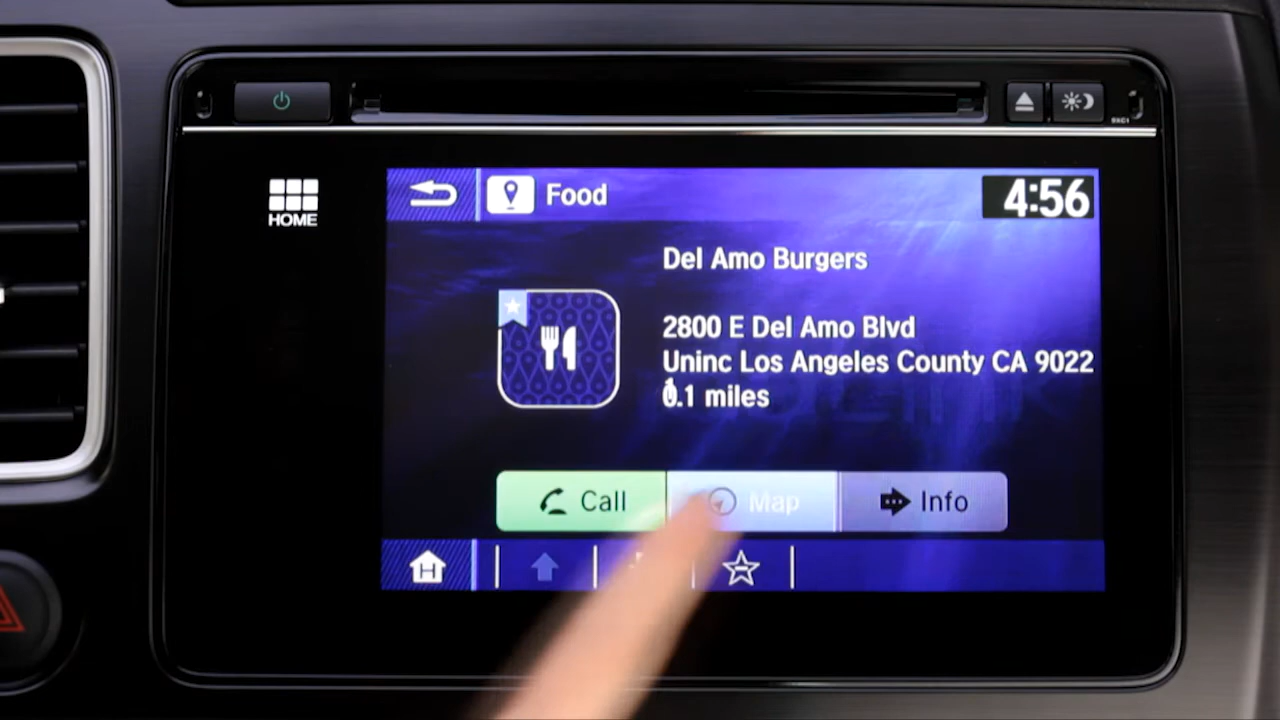 HOME
Food
4:56
Del Amo Burgers
2800 E Del Amo Blvd
Uninc Los Angeles County CA 9022
0.1 miles
Call
Map
Info
H